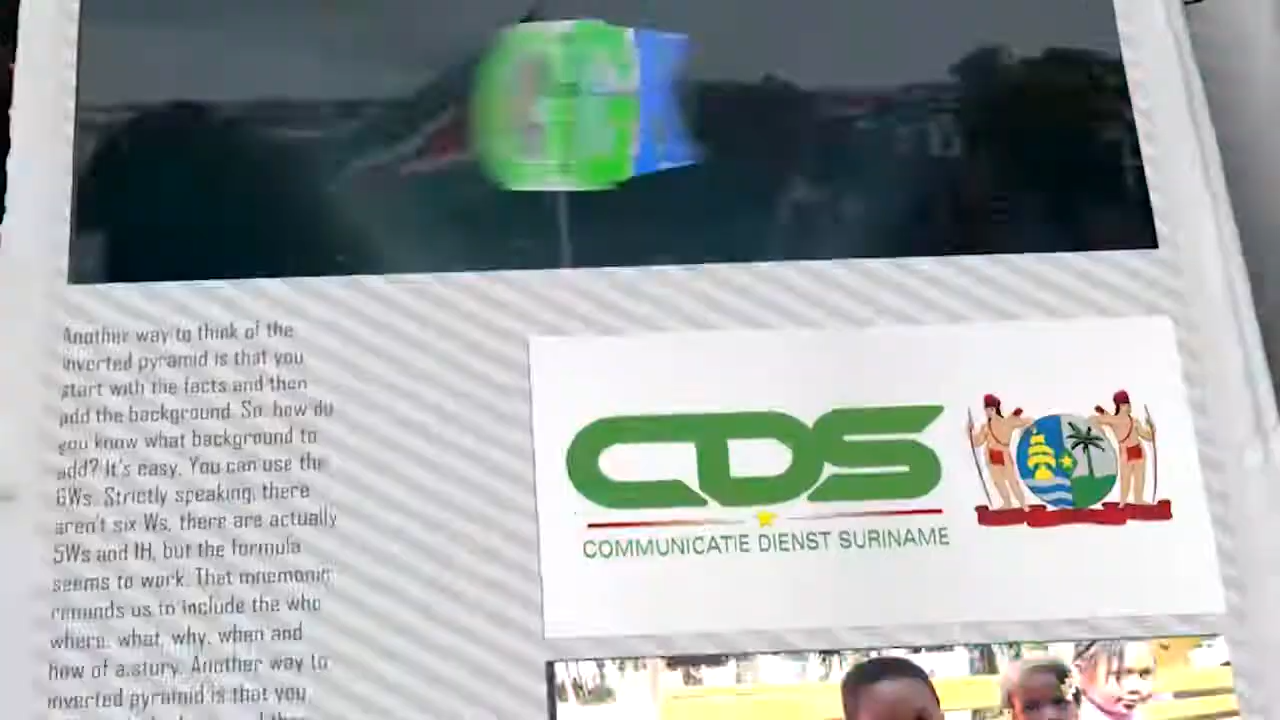 Another way to think of the
inverted pyramid is that you
start with the facts and then
add the background. So, how do
you know what background to
add? It's easy. You can use the
6Ws. Strictly speaking, there
aren't six Ws, there are actually
5Ws and 1H, but the formula
seems to work. That mnemonic
reminds us to include the who
where, what, why, when and
how of a story. Another way to
inverted pyramid is that you
CDS
COMMUNICATIE DIENST SURINAME